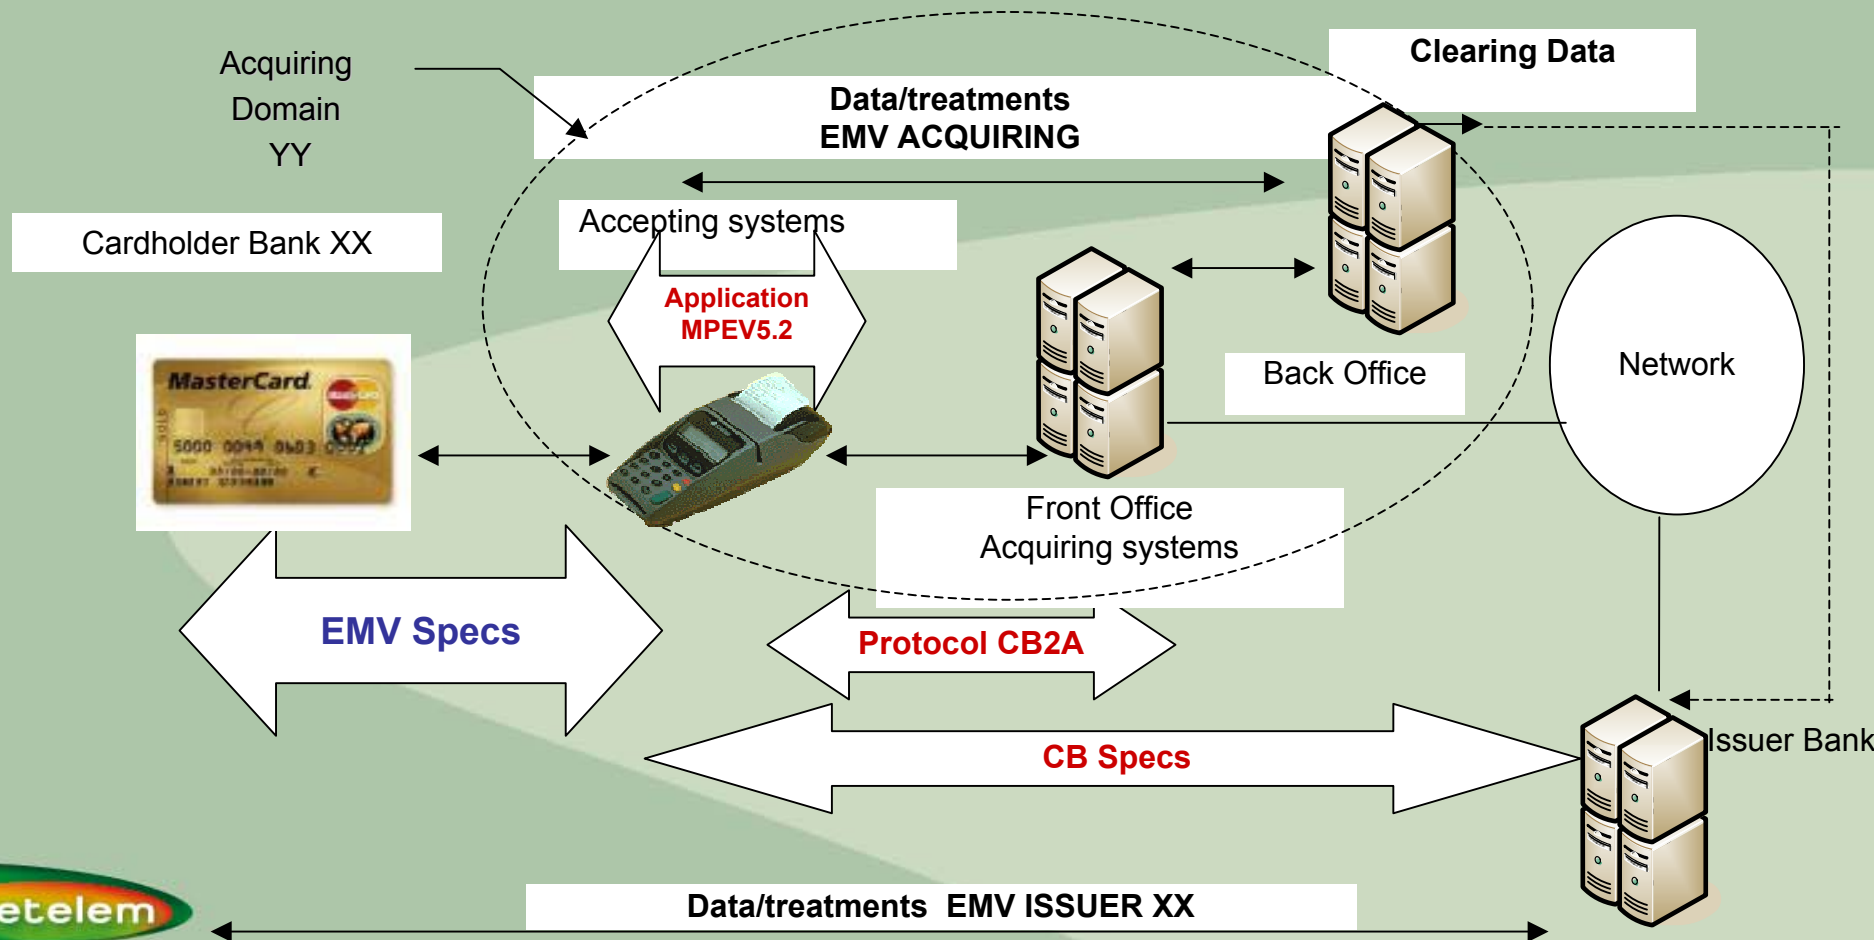 Acquiring
Domain
YY
Clearing Data
Data/treatments
EMV ACQUIRING
Cardholder Bank XX
Accepting systems
Application
MPEV5.2
MasterCard
5000
Back Office
Network
Front Office
Acquiring systems
EMV Specs
Protocol CB2A
CB Specs
Issuer Bank
etelem
Data/treatments EMV ISSUER XX